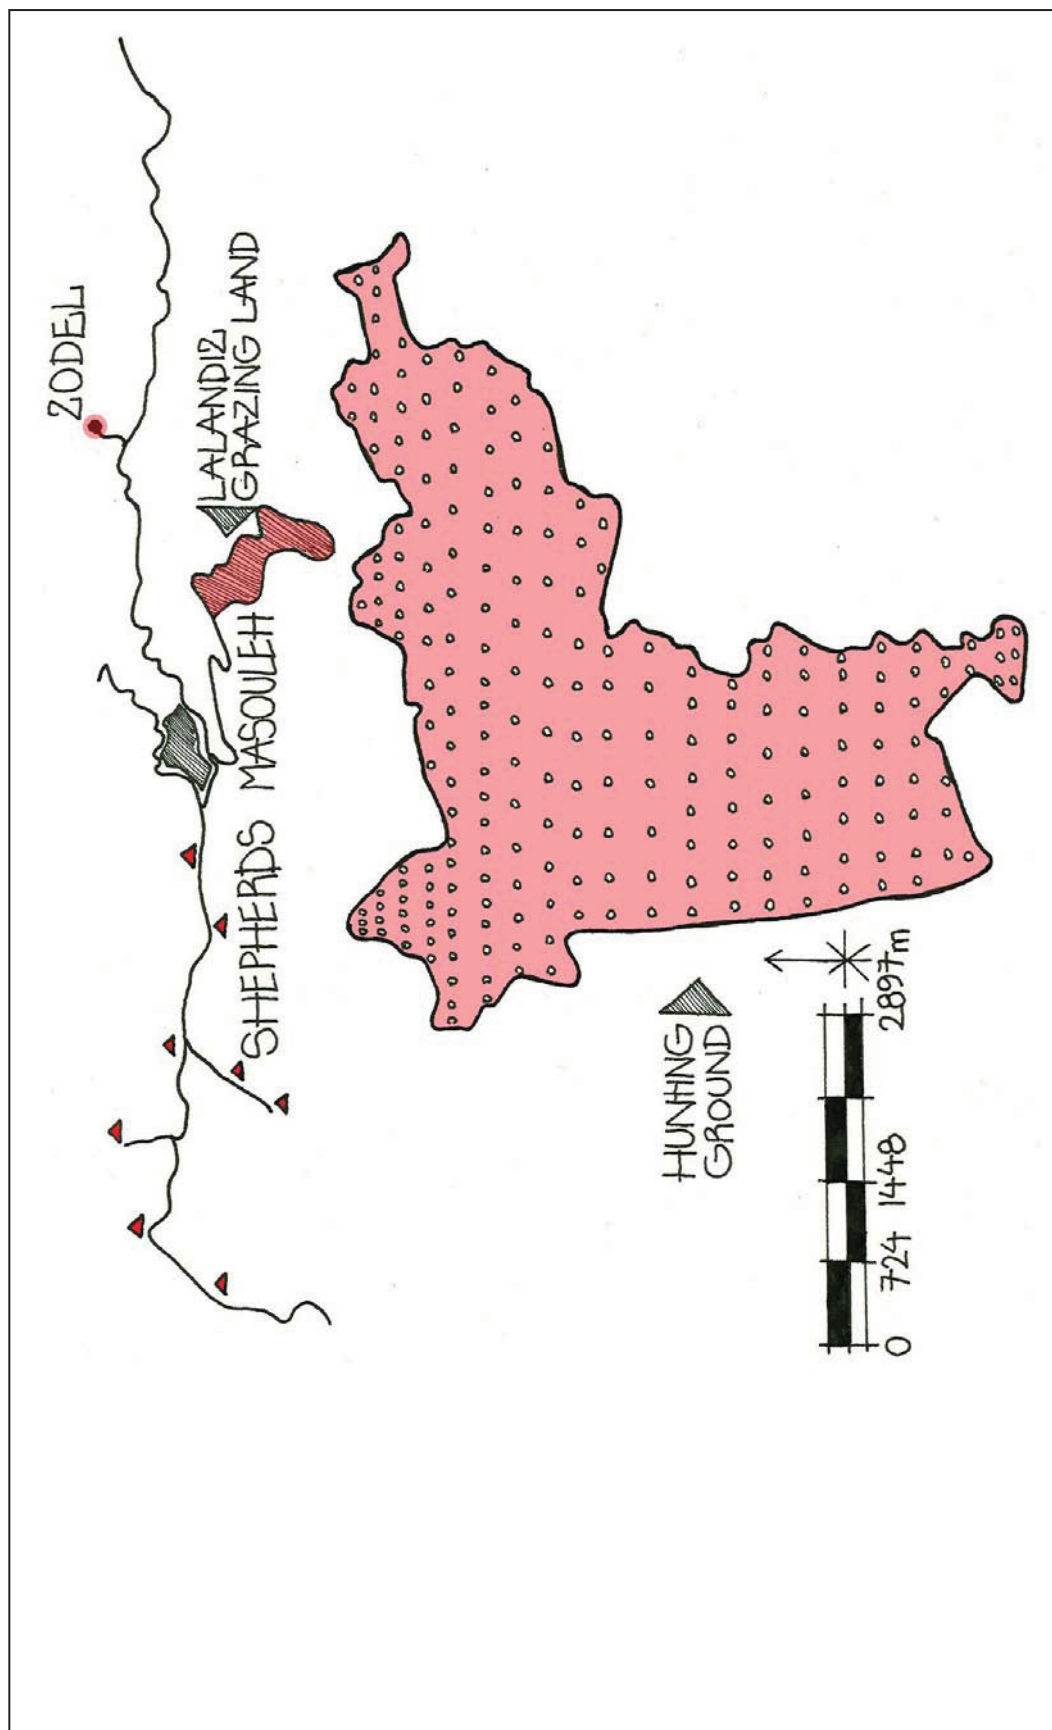 ZODEL
LALANDIZ
GRAZING LAND
SHEPHERDS MASOULEH
HUNTING
GROUND
0 724 1448 2897m